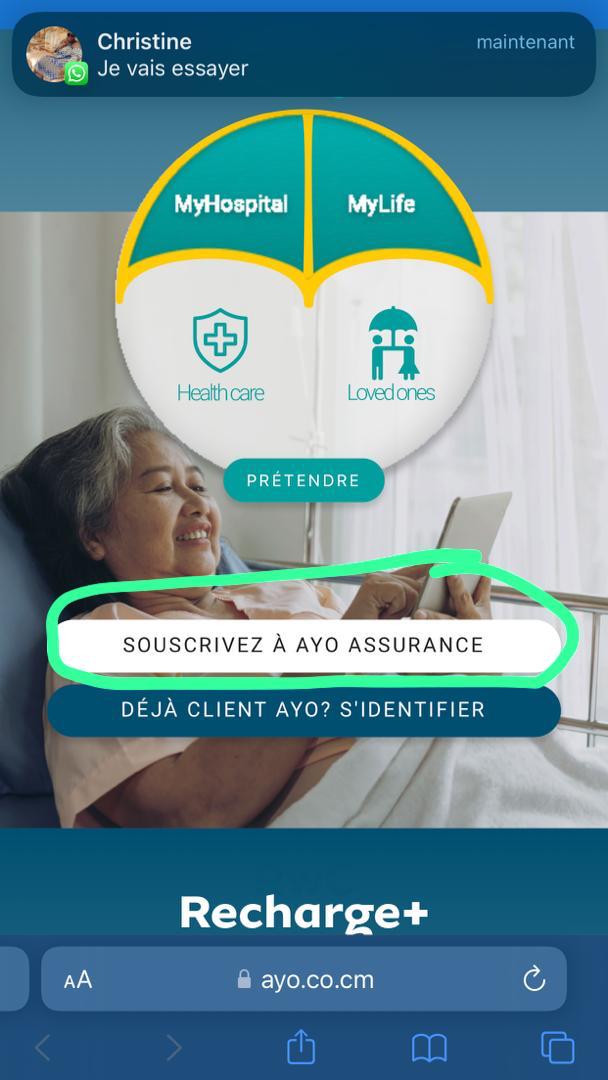 Christine
maintenant
Je vais essayer
MyHospital
MyLife
Health care
Loved ones
PRÉTENDRE
SOUSCRIVEZ À AYO ASSURANCE
DÉJÀ CLIENT AYO? S'IDENTIFIER
Recharge+
AA
ayo.co.cm